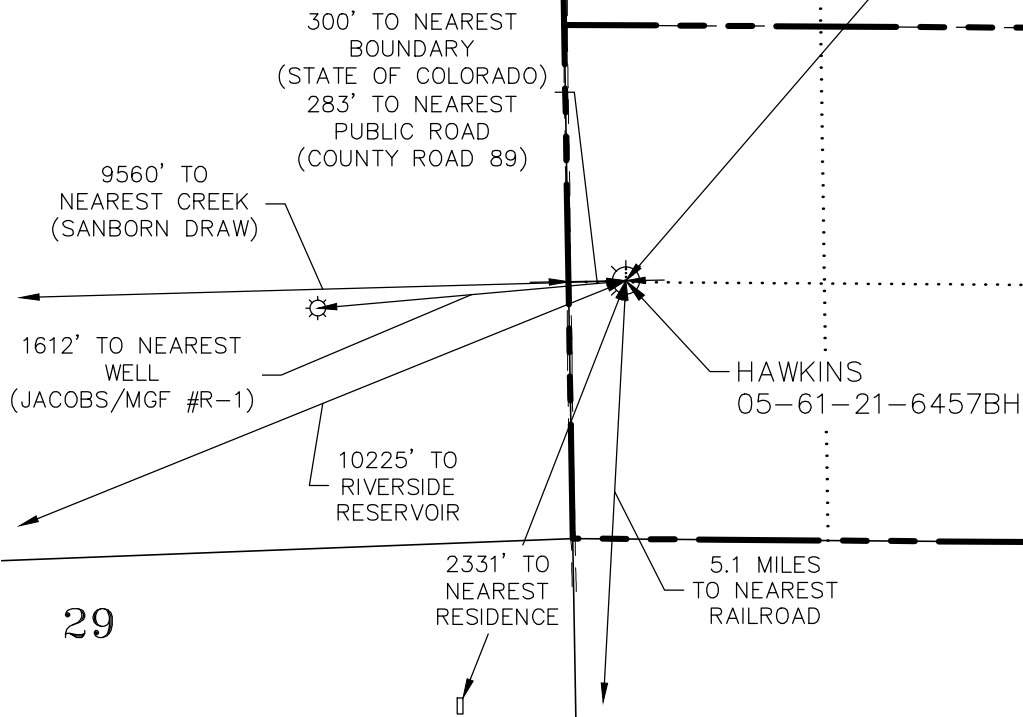 300' TO NEAREST
BOUNDARY
(STATE OF COLORADO)
283' TO NEAREST
PUBLIC ROAD
(COUNTY ROAD 89)
9560' TO
NEAREST CREEK
(SANBORN DRAW)
1612' TO NEAREST
WELL
(JACOBS/MGF #R-1)
HAWKINS
05-61-21-6457BH
10225' TO
RIVERSIDE
RESERVOIR
2331' TO
NEAREST
RESIDENCE
5.1 MILES
TO NEAREST
RAILROAD
29